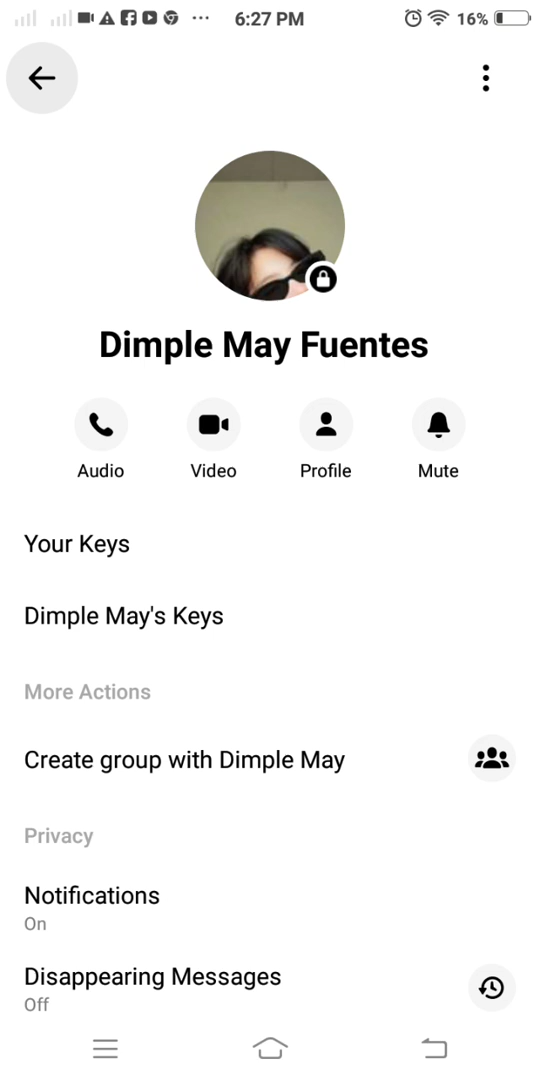 6:27 PM 16%
Dimple May Fuentes
Audio Video Profile Mute
Your Keys
Dimple May's Keys
More Actions
Create group with Dimple May
Privacy
Notifications
On
Disappearing Messages
Off